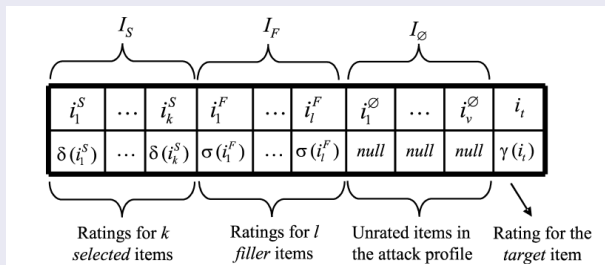 I_S I_F I_∅
i_1^S … i_k^S i_1^F … i_l^F i_1^∅ … i_v^∅ i_t
δ(i_1^S) … δ(i_k^S) σ(i_1^F) … σ(i_l^F) null null null γ(i_t)
Ratings for k Ratings for l Unrated items in Rating for the
selected items filler items the attack profile target item